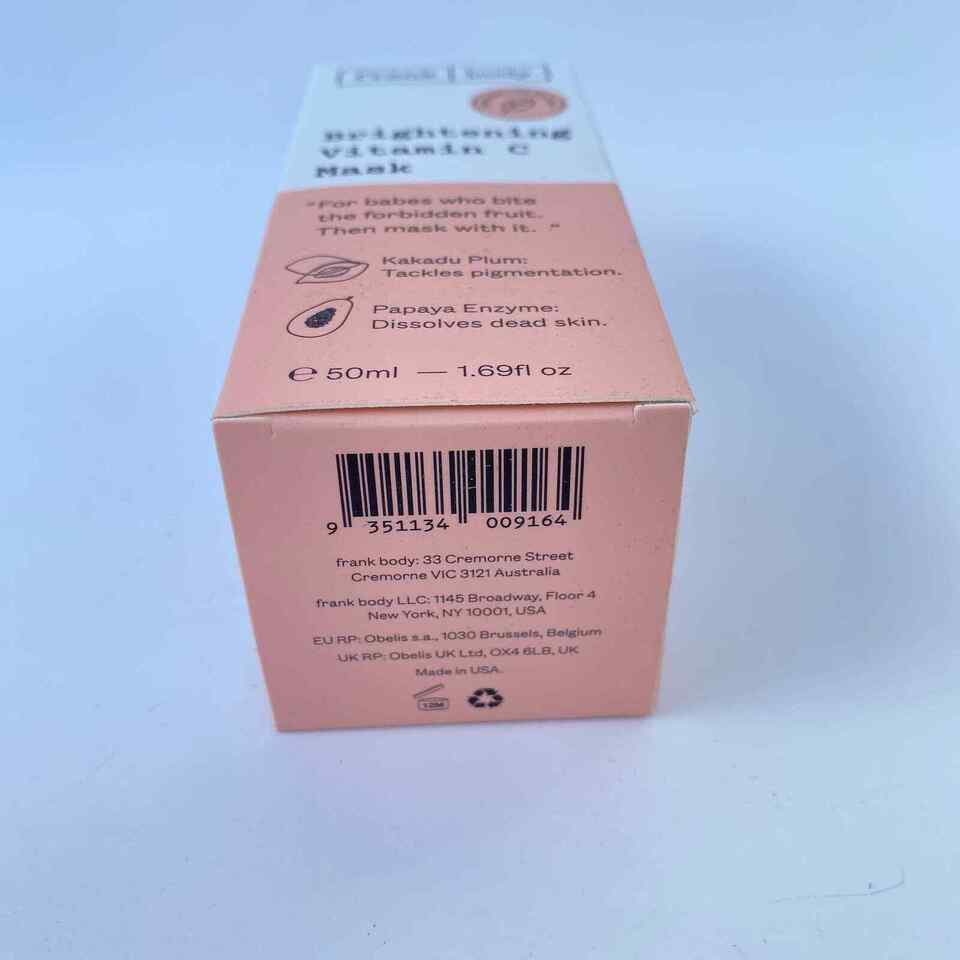 frank body
Brightening
Vitamin C
Mask
"For babes who bite
the forbidden fruit.
Then mask with it. "
Kakadu Plum:
Tackles pigmentation.
Papaya Enzyme:
Dissolves dead skin.
℮ 50ml — 1.69fl oz
9 351134 009164
frank body: 33 Cremorne Street
Cremorne VIC 3121 Australia
frank body LLC: 1145 Broadway, Floor 4
New York, NY 10001, USA
EU RP: Obelis s.a., 1030 Brussels, Belgium
UK RP: Obelis UK Ltd, OX4 6LB, UK
Made in USA.
12M